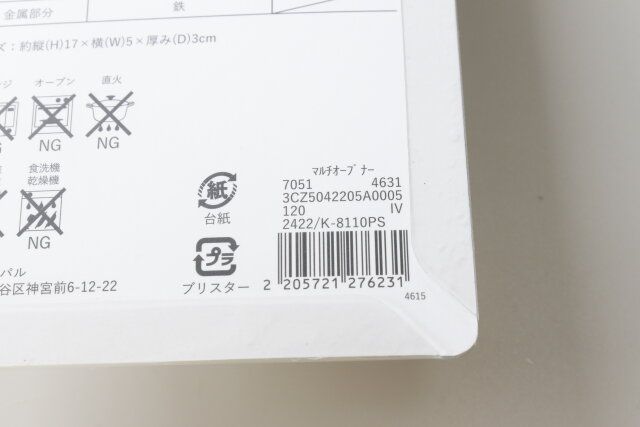 金属部分 鉄
ズ：約縦(H)17×横(W)5×厚み(D)3cm
ジ オーブン 直火
NG NG
食洗機
乾燥機
NG
紙
台紙
プラ
ブリスター
パル
谷区神宮前6-12-22
ﾏﾙﾁｵｰﾌﾟﾅｰ
7051 4631
3CZ5042205A0005
120 IV
2422/K-8110PS
2 205721 276231
4615